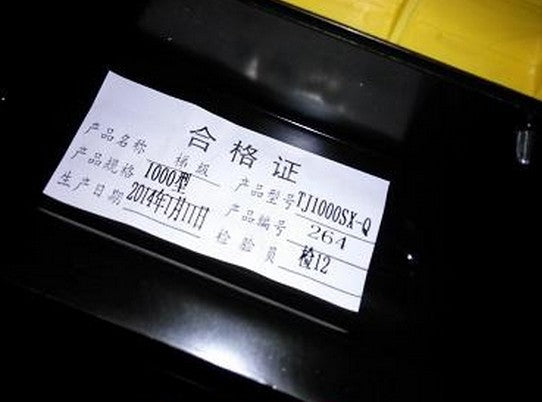 合格证
产品名称 梯级 产品型号 TJ1000SX-Q
产品规格 1000型 产品编号 264
生产日期 2014年1月11日 检验员 检12